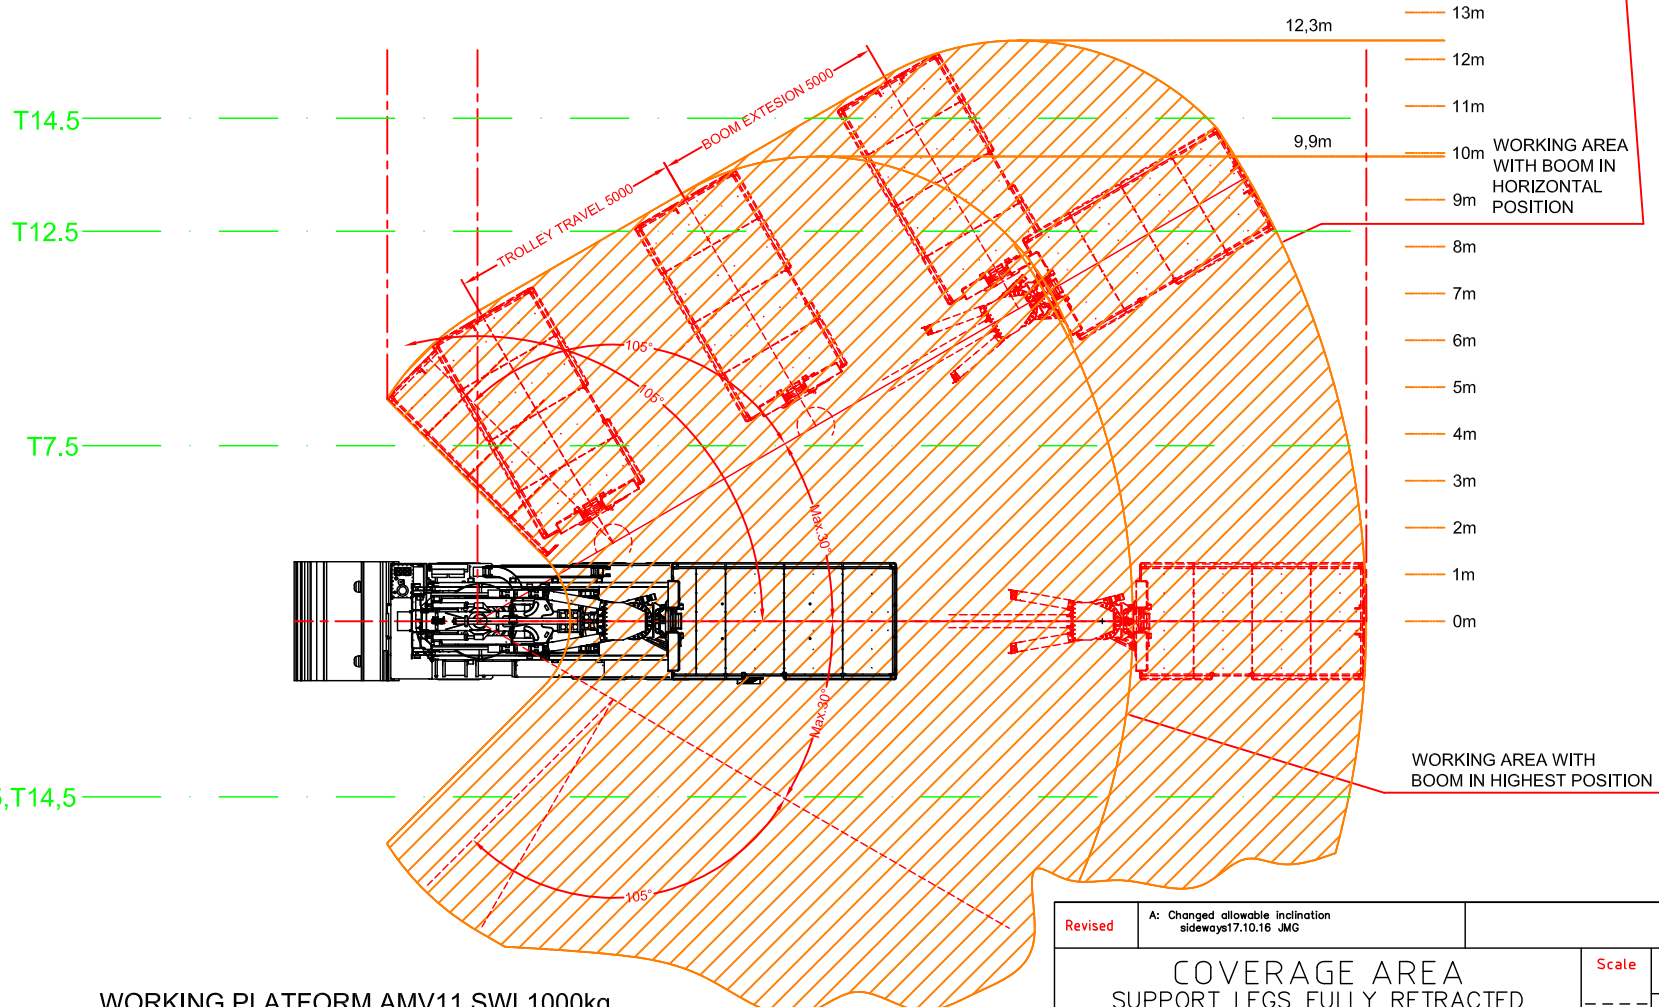 13m
12,3m
12m
11m
T14.5
BOOM EXTESION 5000
9,9m
10m
WORKING AREA
WITH BOOM IN
HORIZONTAL
POSITION
9m
TROLLEY TRAVEL 5000
T12.5
8m
7m
6m
105°
105°
5m
T7.5
4m
3m
Max.30°
2m
1m
0m
Max.30°
WORKING AREA WITH
BOOM IN HIGHEST POSITION
,T14,5
105°
Revised
A: Changed allowable inclination
sideways17.10.16 JMG
COVERAGE AREA
SUPPORT LEGS FULLY RETRACTED
Scale
WORKING PLATFORM AMV11 SWL1000kg